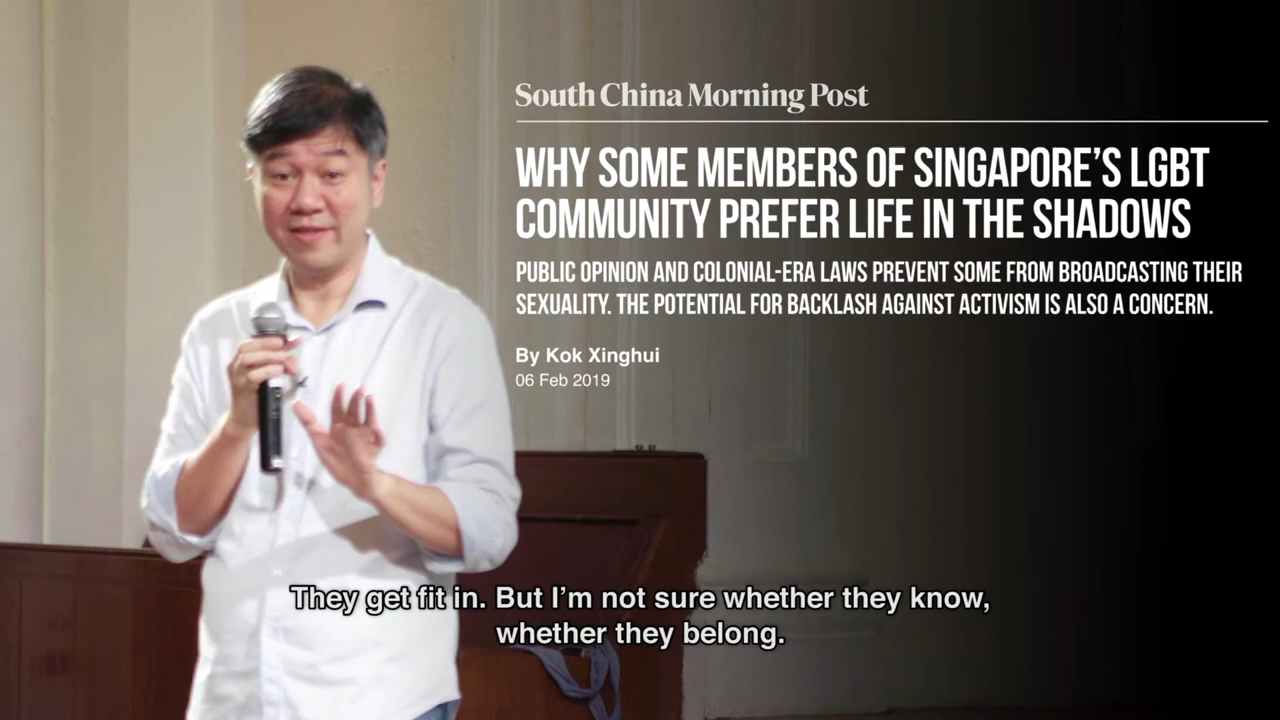 South China Morning Post
WHY SOME MEMBERS OF SINGAPORE'S LGBT
COMMUNITY PREFER LIFE IN THE SHADOWS
PUBLIC OPINION AND COLONIAL-ERA LAWS PREVENT SOME FROM BROADCASTING THEIR
SEXUALITY. THE POTENTIAL FOR BACKLASH AGAINST ACTIVISM IS ALSO A CONCERN.
By Kok Xinghui
06 Feb 2019
They get fit in. But I'm not sure whether they know,
whether they belong.